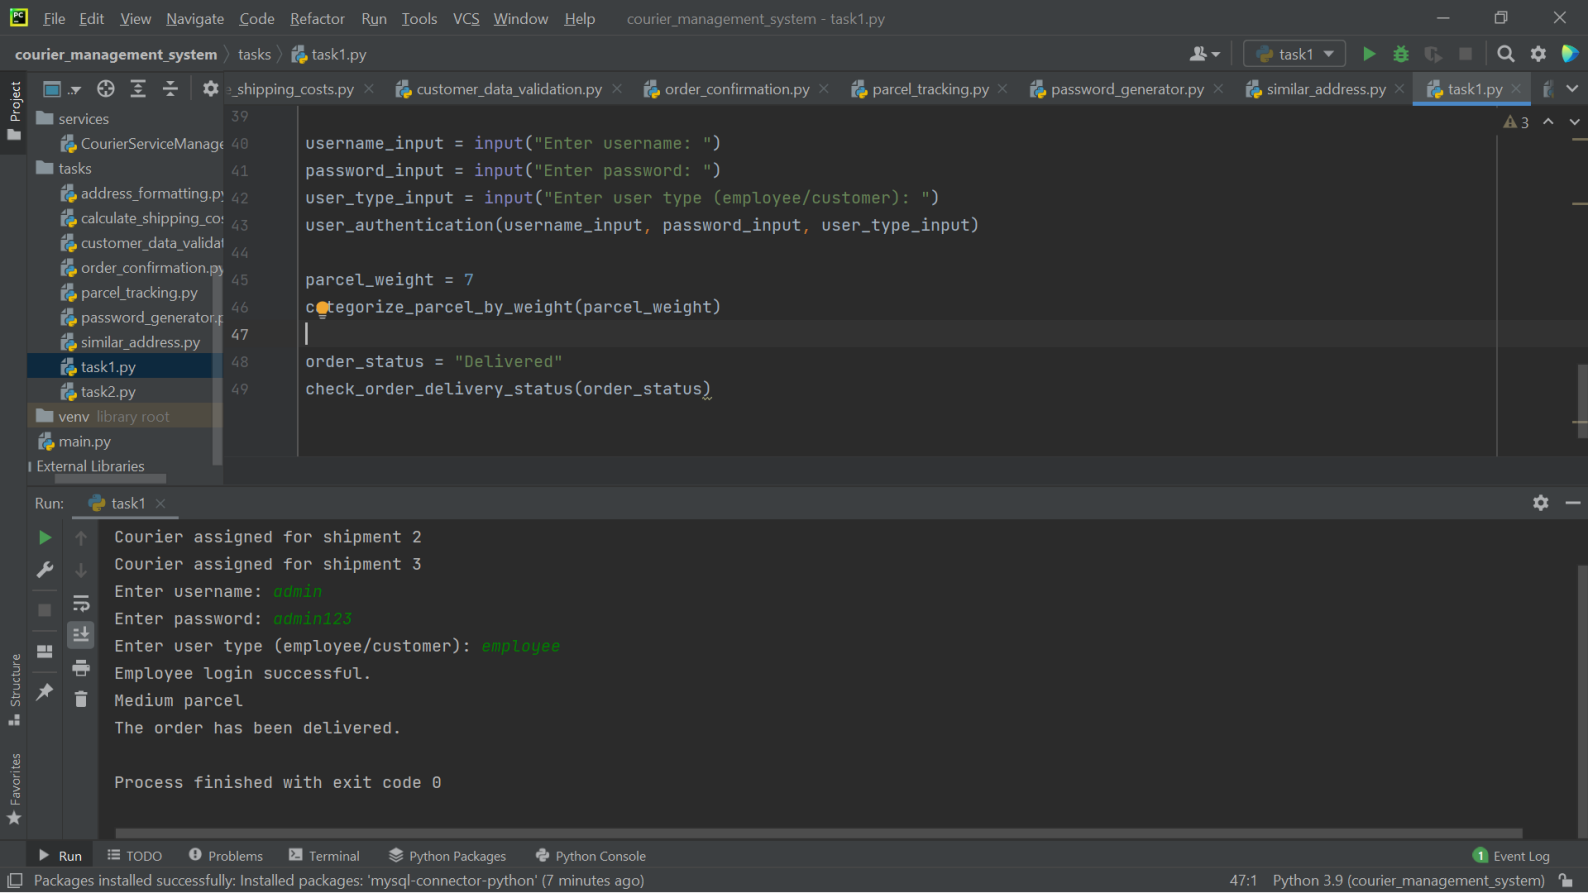 PC File Edit View Navigate Code Refactor Run Tools VCS Window Help courier_management_system - task1.py
courier_management_system tasks task1.py task1
Project
e_shipping_costs.py customer_data_validation.py order_confirmation.py parcel_tracking.py password_generator.py similar_address.py task1.py
services
CourierServiceManage
tasks
address_formatting.py
calculate_shipping_cos
customer_data_validat
order_confirmation.py
parcel_tracking.py
password_generator.p
similar_address.py
task1.py
task2.py
venv library root
main.py
External Libraries
3
39
40 username_input = input("Enter username: ")
41 password_input = input("Enter password: ")
42 user_type_input = input("Enter user type (employee/customer): ")
43 user_authentication(username_input, password_input, user_type_input)
44
45 parcel_weight = 7
46 categorize_parcel_by_weight(parcel_weight)
47
48 order_status = "Delivered"
49 check_order_delivery_status(order_status)
Run: task1
Courier assigned for shipment 2
Courier assigned for shipment 3
Enter username: admin
Enter password: admin123
Enter user type (employee/customer): employee
Employee login successful.
Medium parcel
The order has been delivered.
Process finished with exit code 0
Structure
Favorites
Run TODO Problems Terminal Python Packages Python Console 1 Event Log
Packages installed successfully: Installed packages: 'mysql-connector-python' (7 minutes ago) 47:1 Python 3.9 (courier_management_system)